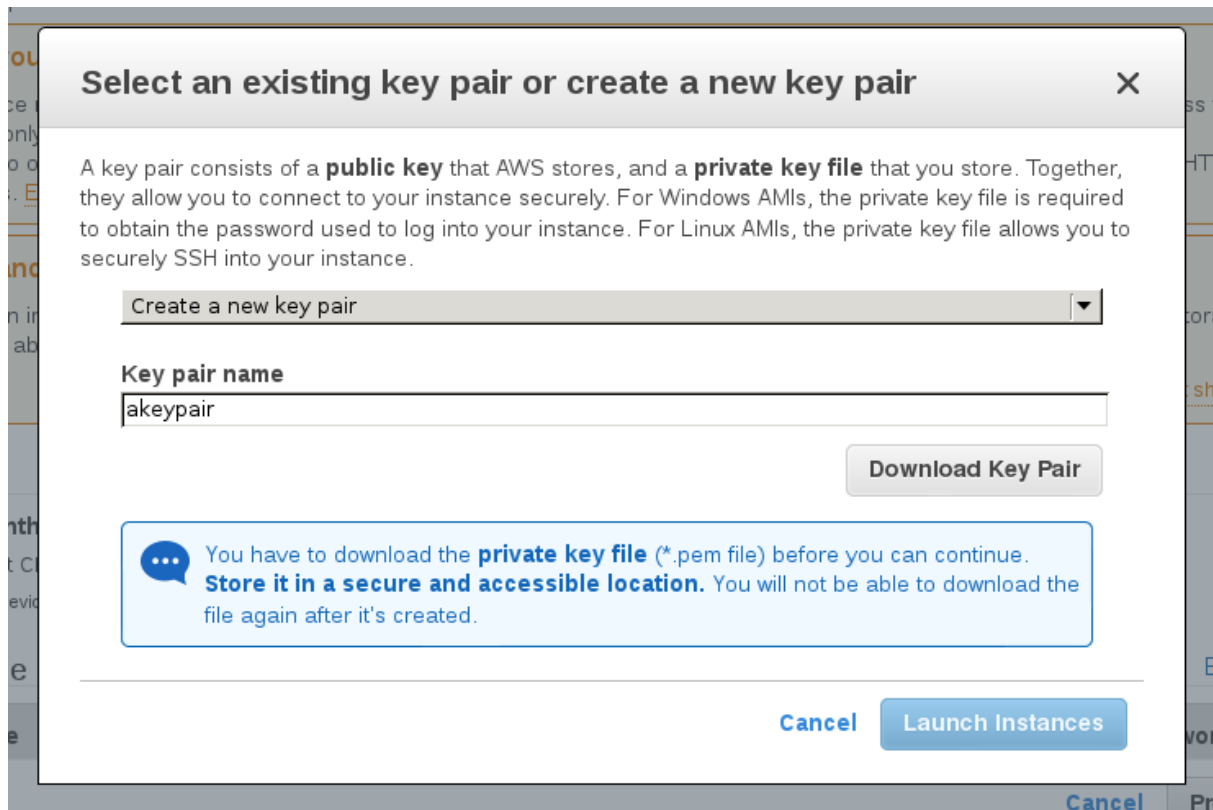 Select an existing key pair or create a new key pair
A key pair consists of a public key that AWS stores, and a private key file that you store. Together,
they allow you to connect to your instance securely. For Windows AMIs, the private key file is required
to obtain the password used to log into your instance. For Linux AMIs, the private key file allows you to
securely SSH into your instance.
Create a new key pair
Key pair name
akeypair
Download Key Pair
You have to download the private key file (*.pem file) before you can continue.
Store it in a secure and accessible location. You will not be able to download the
file again after it's created.
Cancel
Launch Instances
Cancel